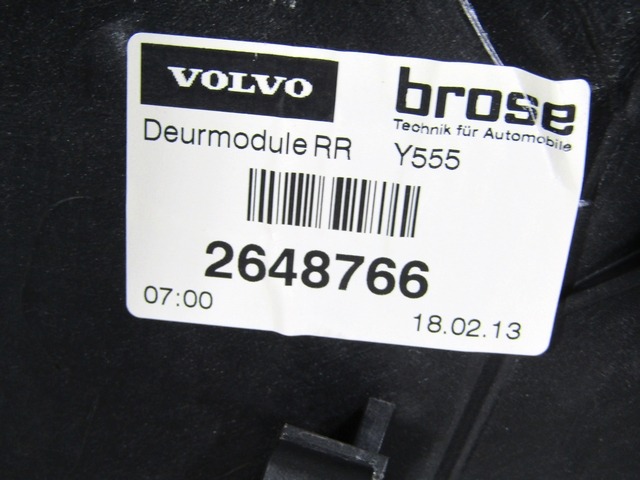 VOLVO brose
Technik für Automobile
Deurmodule RR Y555
2648766
07:00 18.02.13